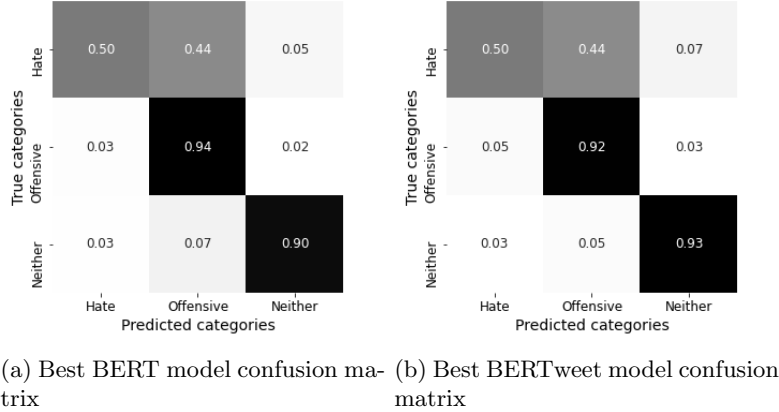 True categories
Hate
0.50 0.44 0.05
Offensive
0.03 0.94 0.02
Neither
0.03 0.07 0.90
Hate Offensive Neither
Predicted categories
(a) Best BERT model confusion ma-
trix
True categories
Hate
0.50 0.44 0.07
Offensive
0.05 0.92 0.03
Neither
0.03 0.05 0.93
Hate Offensive Neither
Predicted categories
(b) Best BERTweet model confusion
matrix